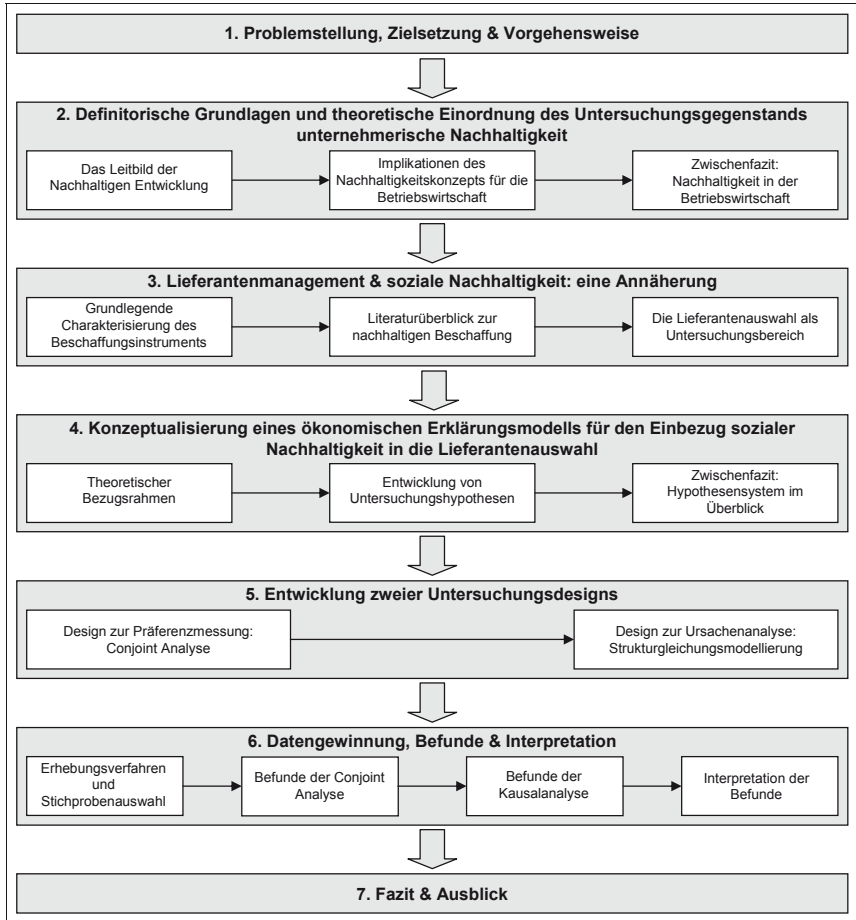 1. Problemstellung, Zielsetzung & Vorgehensweise
2. Definitorische Grundlagen und theoretische Einordnung des Untersuchungsgegenstands
unternehmerische Nachhaltigkeit
Das Leitbild der
Nachhaltigen Entwicklung
Implikationen des
Nachhaltigkeitskonzepts für die
Betriebswirtschaft
Zwischenfazit:
Nachhaltigkeit in der
Betriebswirtschaft
3. Lieferantenmanagement & soziale Nachhaltigkeit: eine Annäherung
Grundlegende
Charakterisierung des
Beschaffungsinstruments
Literaturüberblick zur
nachhaltigen Beschaffung
Die Lieferantenauswahl als
Untersuchungsbereich
4. Konzeptualisierung eines ökonomischen Erklärungsmodells für den Einbezug sozialer
Nachhaltigkeit in die Lieferantenauswahl
Theoretischer
Bezugsrahmen
Entwicklung von
Untersuchungshypothesen
Zwischenfazit:
Hypothesensystem im
Überblick
5. Entwicklung zweier Untersuchungsdesigns
Design zur Präferenzmessung:
Conjoint Analyse
Design zur Ursachenanalyse:
Strukturgleichungsmodellierung
6. Datengewinnung, Befunde & Interpretation
Erhebungsverfahren
und
Stichprobenauswahl
Befunde der Conjoint
Analyse
Befunde der
Kausalanalyse
Interpretation der
Befunde
7. Fazit & Ausblick